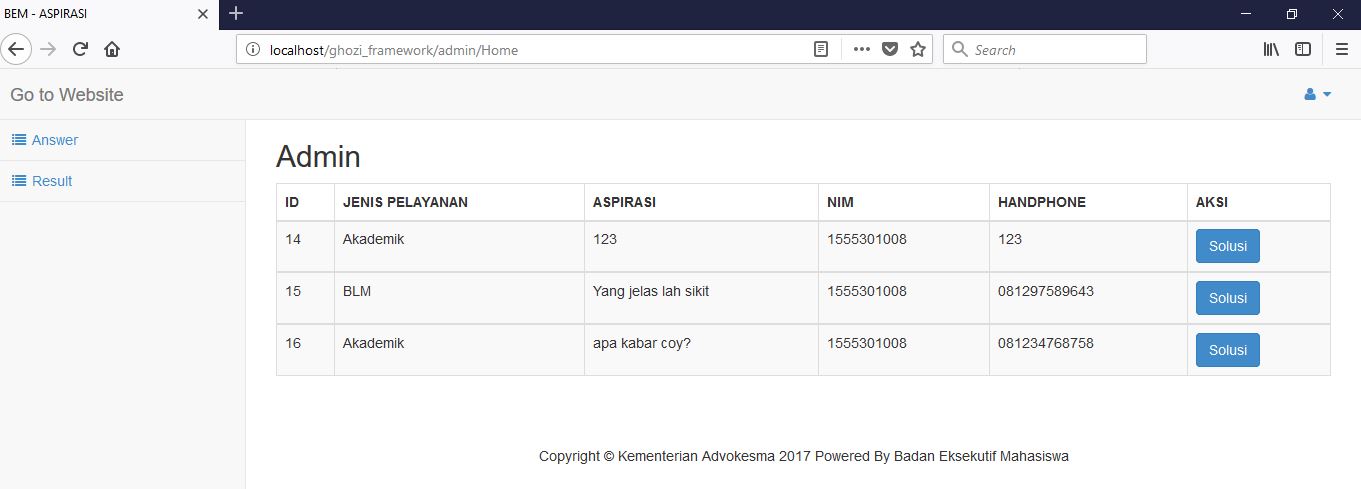 BEM - ASPIRASI
localhost/ghozi_framework/admin/Home
Search
Go to Website
Answer
Result
Admin
ID JENIS PELAYANAN ASPIRASI NIM HANDPHONE AKSI
14 Akademik 123 1555301008 123 Solusi
15 BLM Yang jelas lah sikit 1555301008 081297589643 Solusi
16 Akademik apa kabar coy? 1555301008 081234768758 Solusi
Copyright © Kementerian Advokesma 2017 Powered By Badan Eksekutif Mahasiswa